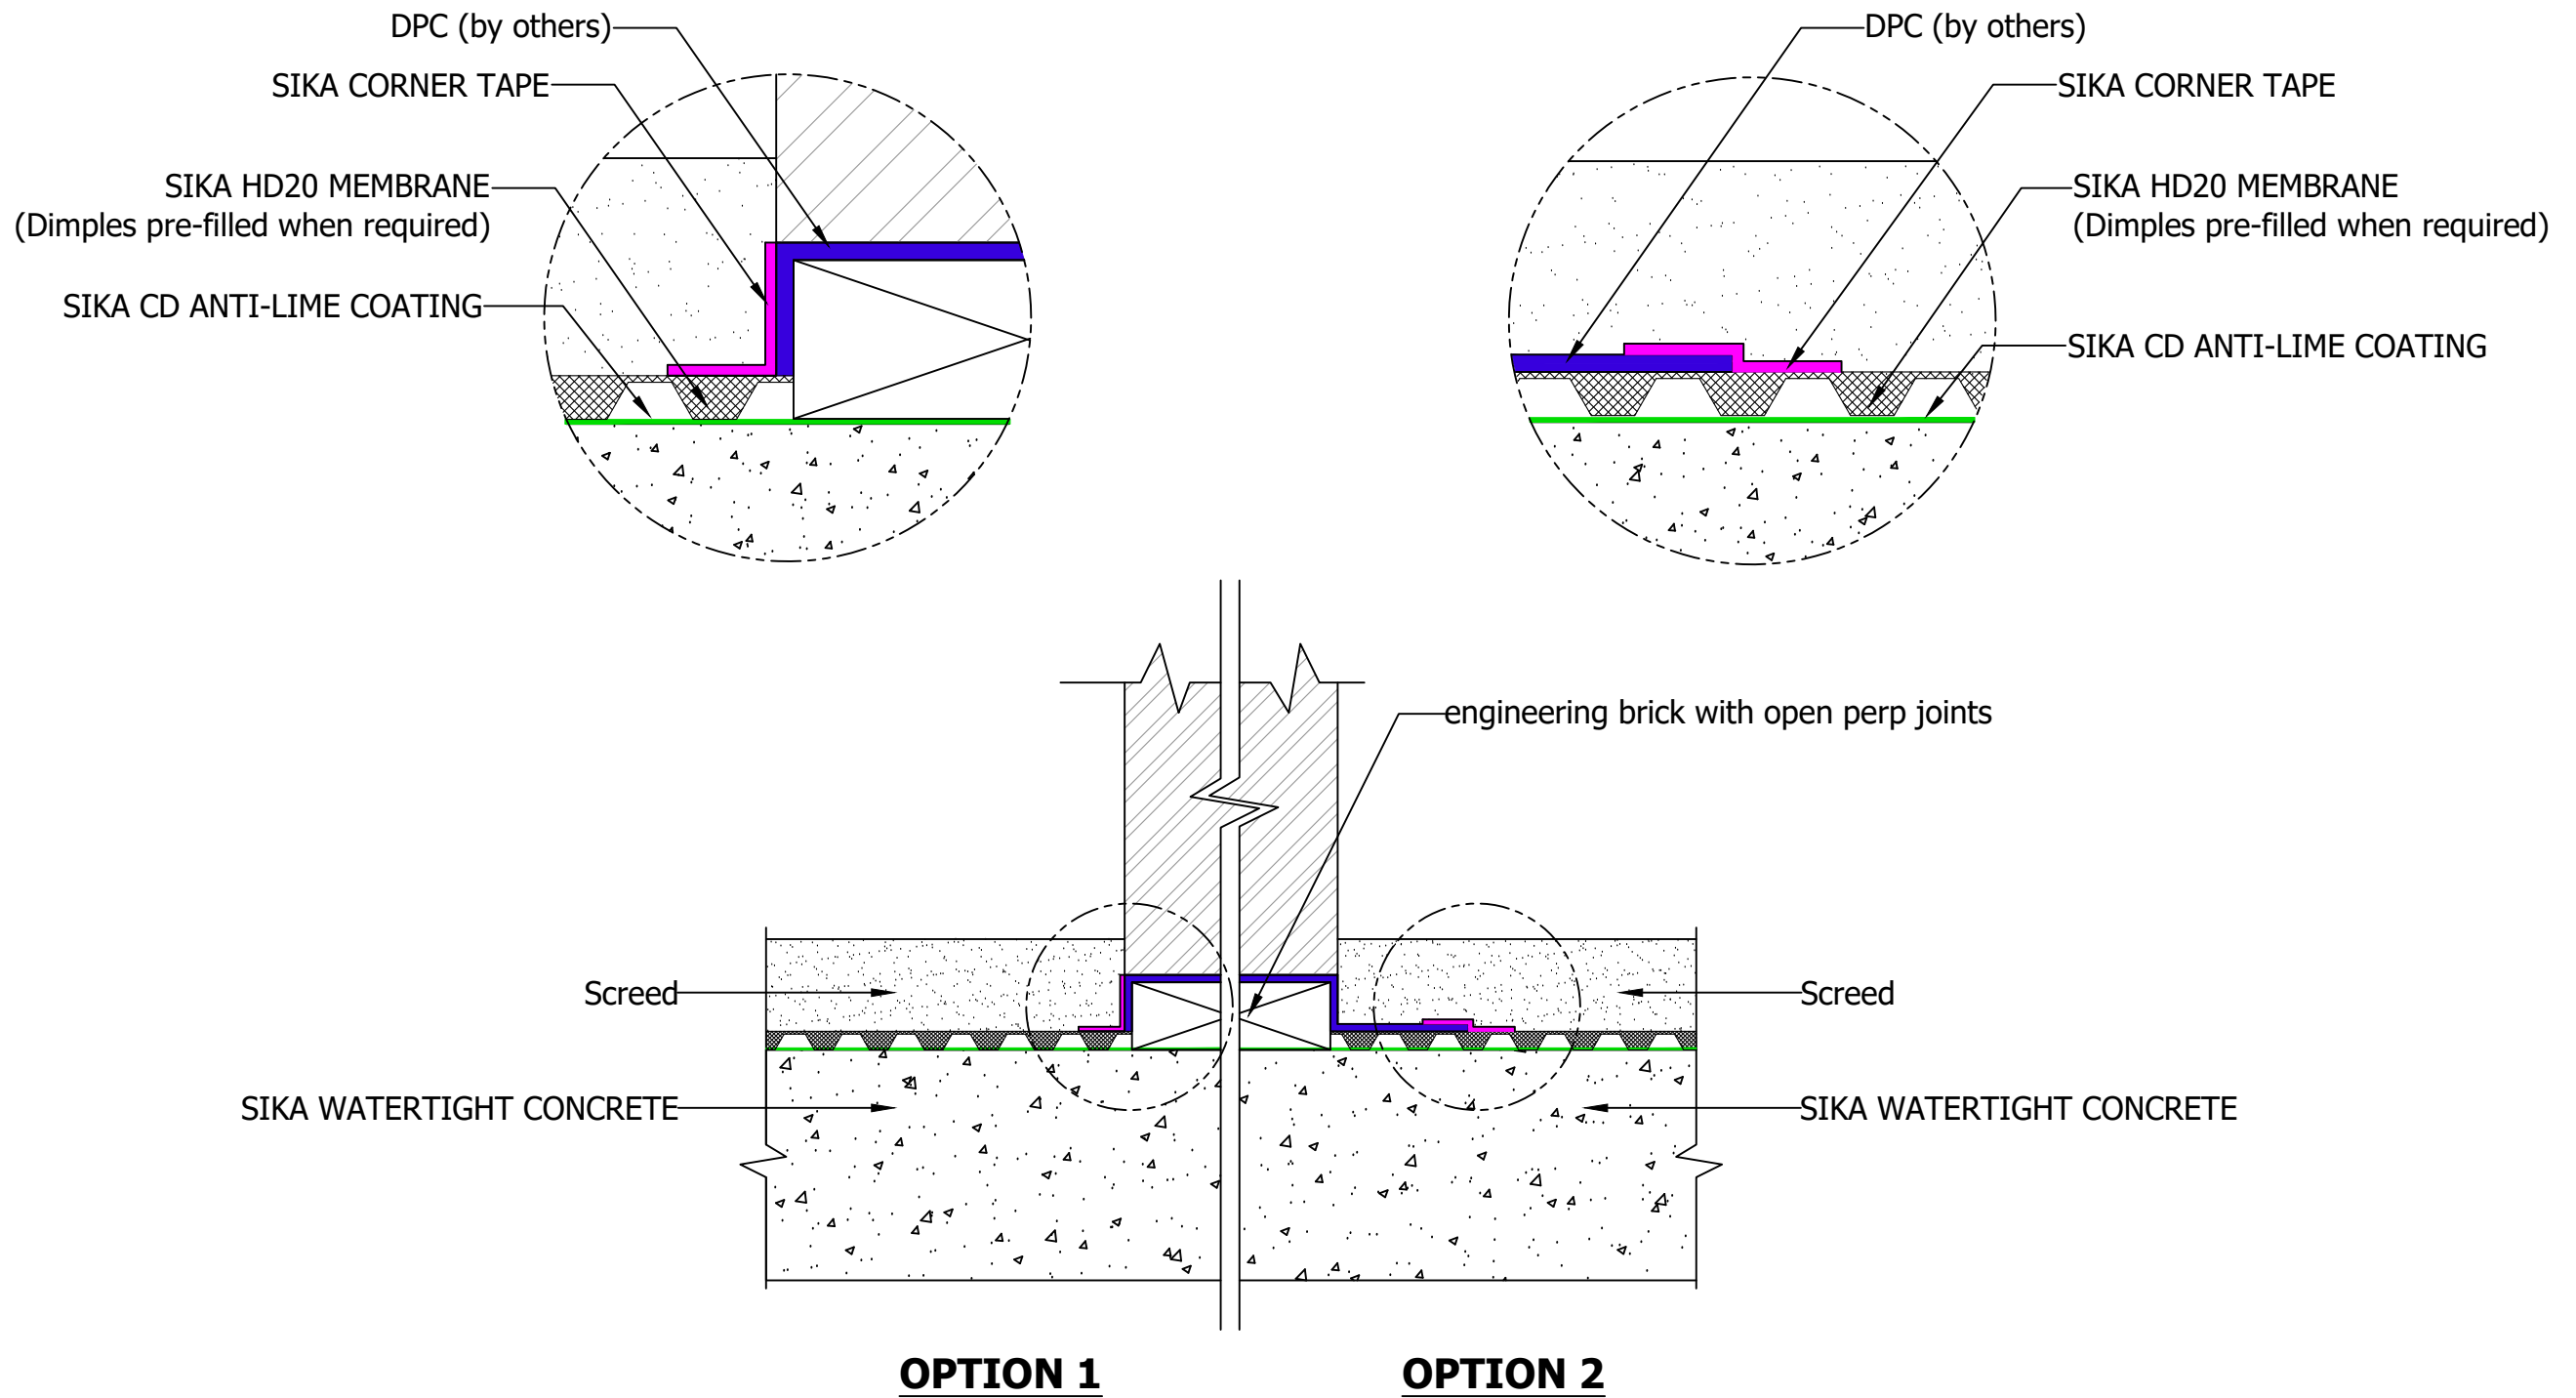 DPC (by others)
SIKA CORNER TAPE
SIKA HD20 MEMBRANE
(Dimples pre-filled when required)
SIKA CD ANTI-LIME COATING
DPC (by others)
SIKA CORNER TAPE
SIKA HD20 MEMBRANE
(Dimples pre-filled when required)
SIKA CD ANTI-LIME COATING
engineering brick with open perp joints
Screed
Screed
SIKA WATERTIGHT CONCRETE
SIKA WATERTIGHT CONCRETE
OPTION 1
OPTION 2